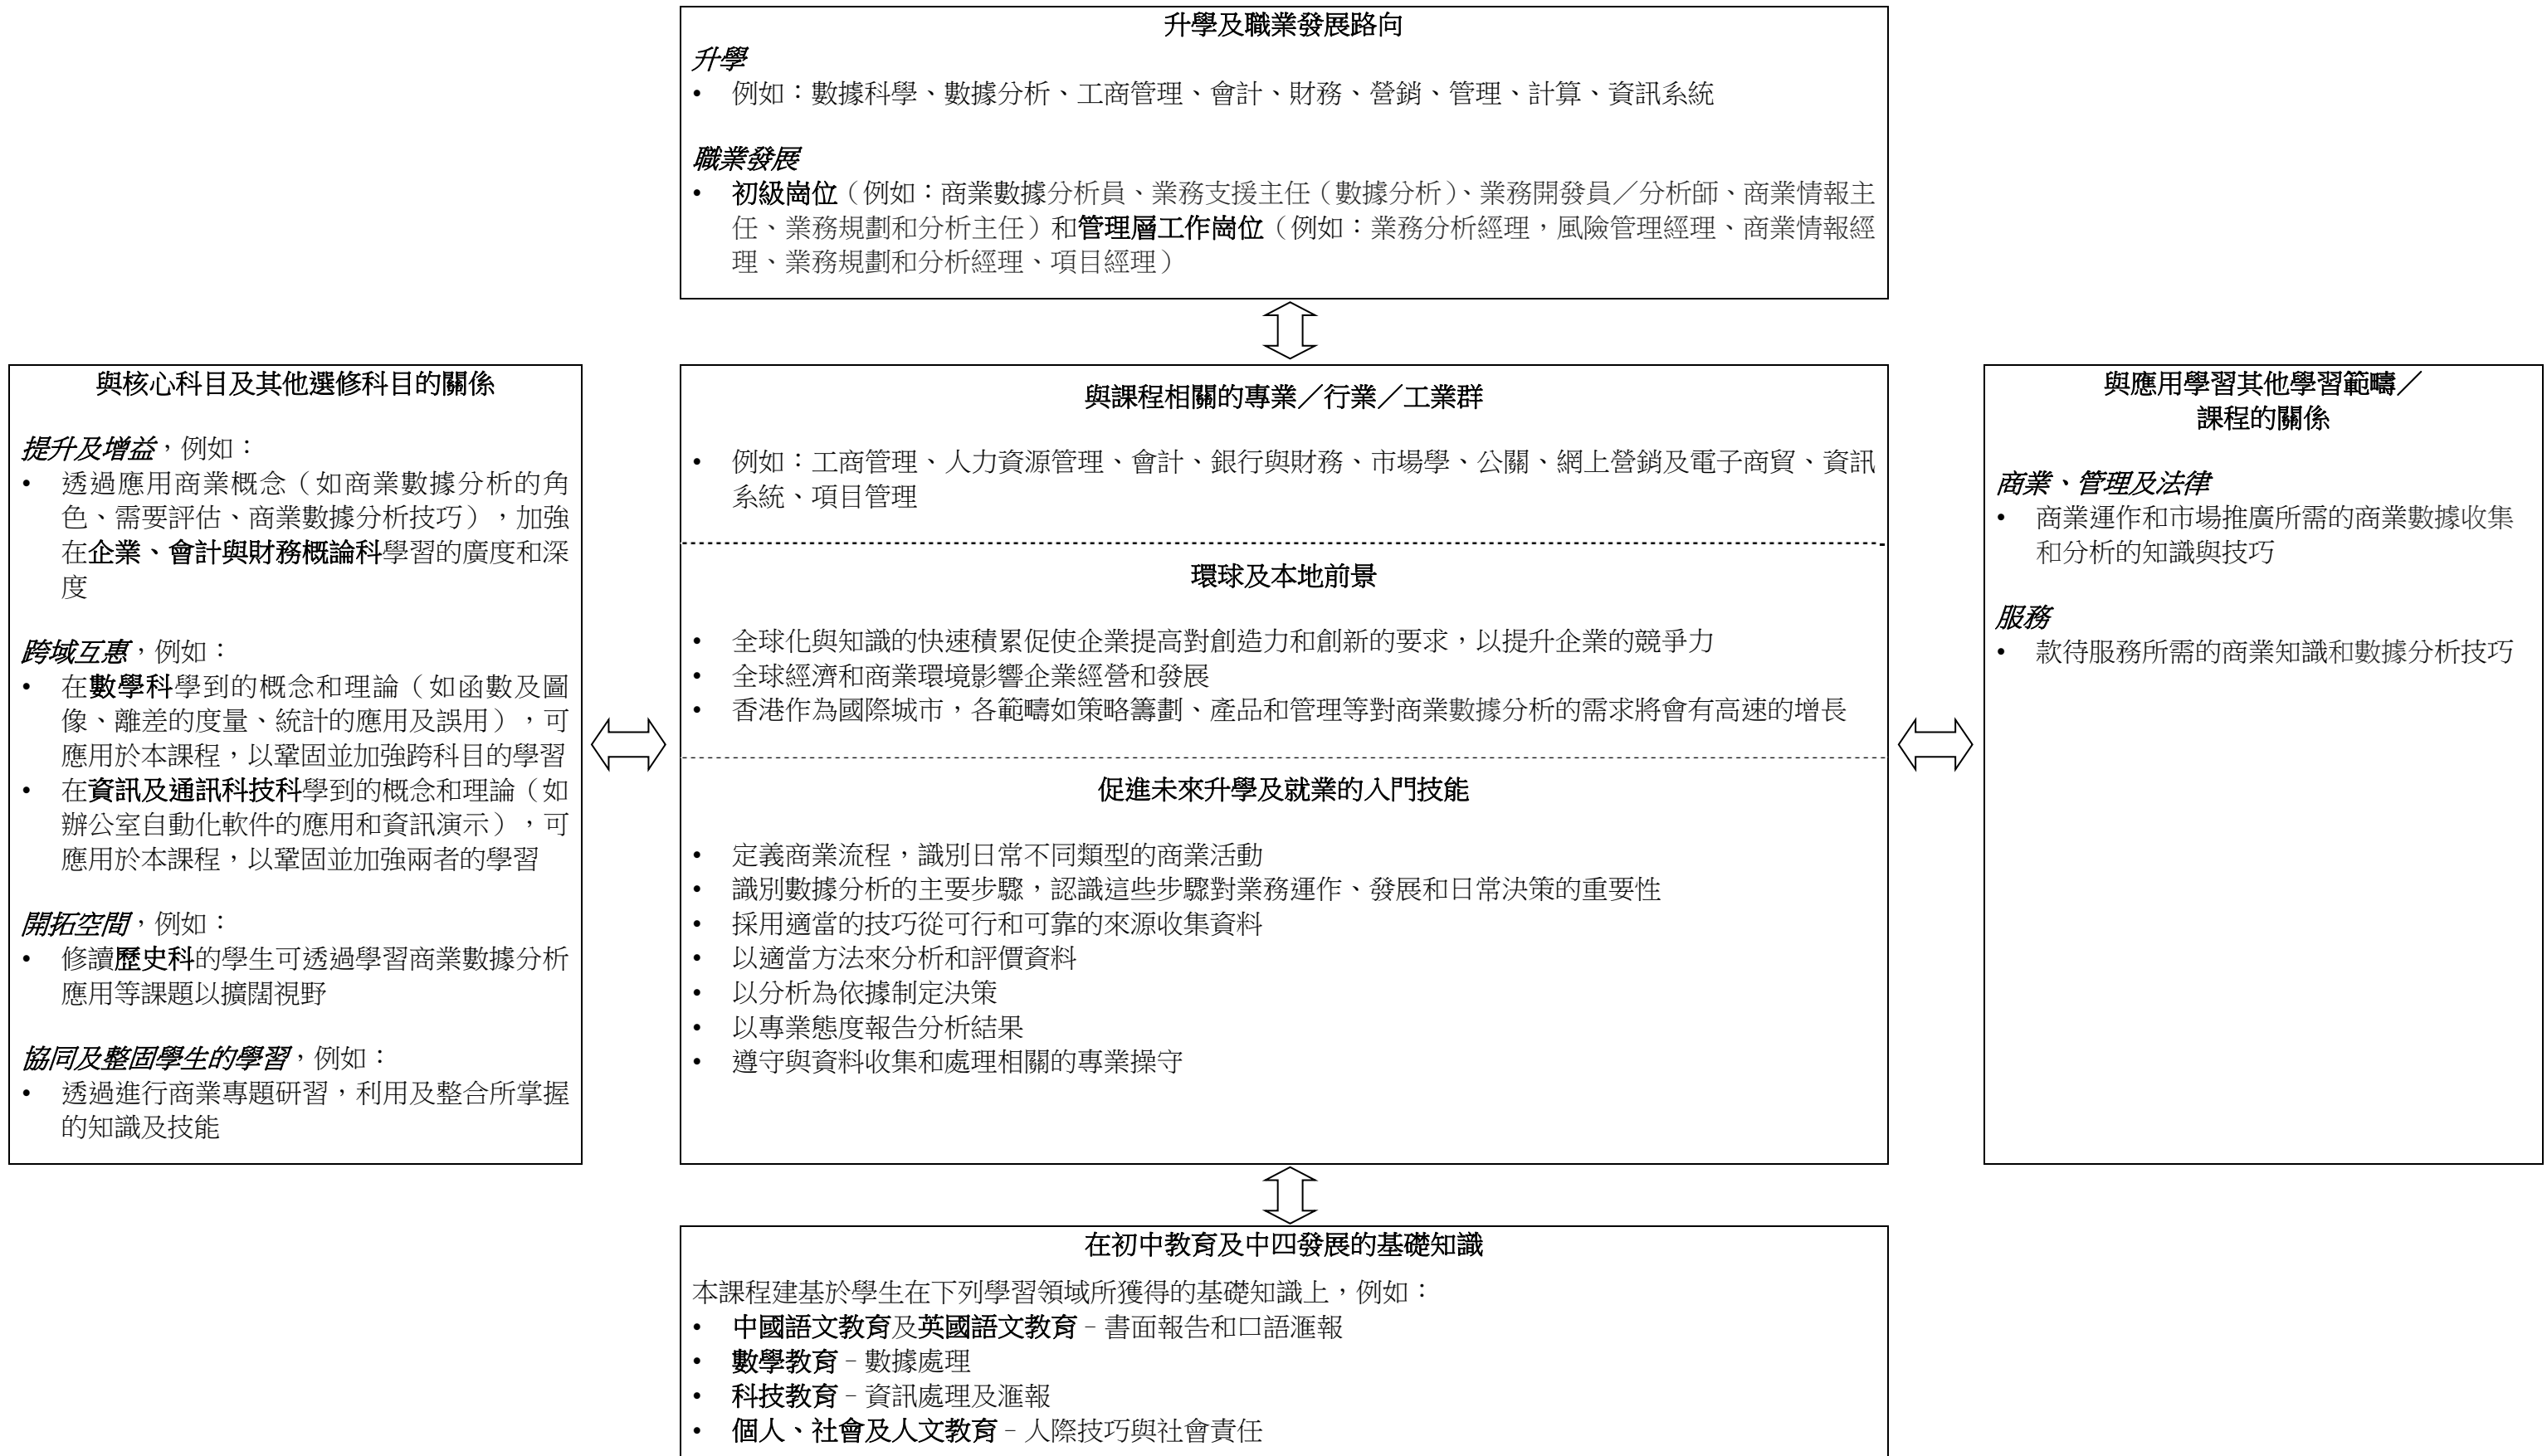 升學及職業發展路向
升學
• 例如：數據科學、數據分析、工商管理、會計、財務、營銷、管理、計算、資訊系統
職業發展
• 初級崗位（例如：商業數據分析員、業務支援主任（數據分析）、業務開發員／分析師、商業情報主
任、業務規劃和分析主任）和管理層工作崗位（例如：業務分析經理，風險管理經理、商業情報經
理、業務規劃和分析經理、項目經理）
與核心科目及其他選修科目的關係
提升及增益，例如：
• 透過應用商業概念（如商業數據分析的角
色、需要評估、商業數據分析技巧），加強
在企業、會計與財務概論科學習的廣度和深
度
跨域互惠，例如：
• 在數學科學到的概念和理論（如函數及圖
像、離差的度量、統計的應用及誤用），可
應用於本課程，以鞏固並加強跨科目的學習
• 在資訊及通訊科技科學到的概念和理論（如
辦公室自動化軟件的應用和資訊演示），可
應用於本課程，以鞏固並加強兩者的學習
開拓空間，例如：
• 修讀歷史科的學生可透過學習商業數據分析
應用等課題以擴闊視野
協同及整固學生的學習，例如：
• 透過進行商業專題研習，利用及整合所掌握
的知識及技能
與課程相關的專業／行業／工業群
• 例如：工商管理、人力資源管理、會計、銀行與財務、市場學、公關、網上營銷及電子商貿、資訊
系統、項目管理
環球及本地前景
• 全球化與知識的快速積累促使企業提高對創造力和創新的要求，以提升企業的競爭力
• 全球經濟和商業環境影響企業經營和發展
• 香港作為國際城市，各範疇如策略籌劃、產品和管理等對商業數據分析的需求將會有高速的增長
促進未來升學及就業的入門技能
• 定義商業流程，識別日常不同類型的商業活動
• 識別數據分析的主要步驟，認識這些步驟對業務運作、發展和日常決策的重要性
• 採用適當的技巧從可行和可靠的來源收集資料
• 以適當方法來分析和評價資料
• 以分析為依據制定決策
• 以專業態度報告分析結果
• 遵守與資料收集和處理相關的專業操守
與應用學習其他學習範疇／
課程的關係
商業、管理及法律
• 商業運作和市場推廣所需的商業數據收集
和分析的知識與技巧
服務
• 款待服務所需的商業知識和數據分析技巧
在初中教育及中四發展的基礎知識
本課程建基於學生在下列學習領域所獲得的基礎知識上，例如：
• 中國語文教育及英國語文教育 – 書面報告和口語滙報
• 數學教育 – 數據處理
• 科技教育 – 資訊處理及滙報
• 個人、社會及人文教育 – 人際技巧與社會責任